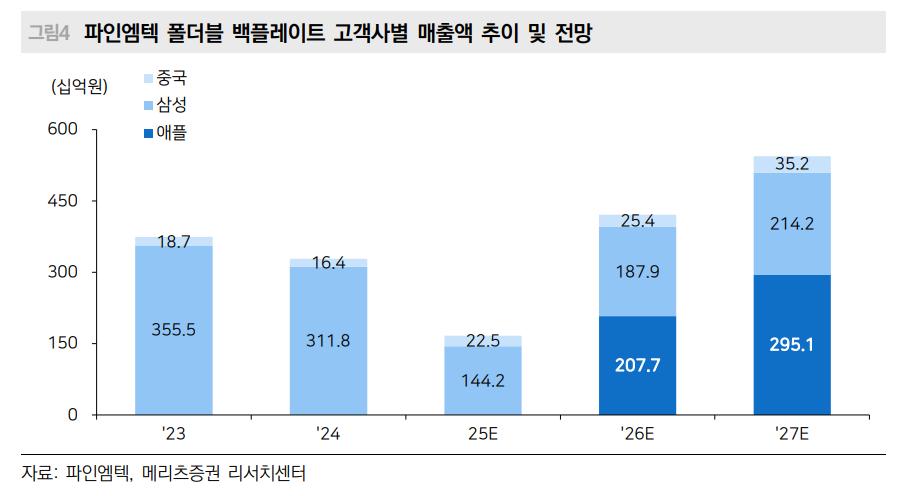 그림4 파인엠텍 폴더블 백플레이트 고객사별 매출액 추이 및 전망
(십억원)
중국
삼성
애플
600
450
300
150
0
18.7
355.5
16.4
311.8
22.5
144.2
25.4
187.9
207.7
35.2
214.2
295.1
'23 '24 25E '26E '27E
자료: 파인엠텍, 메리츠증권 리서치센터